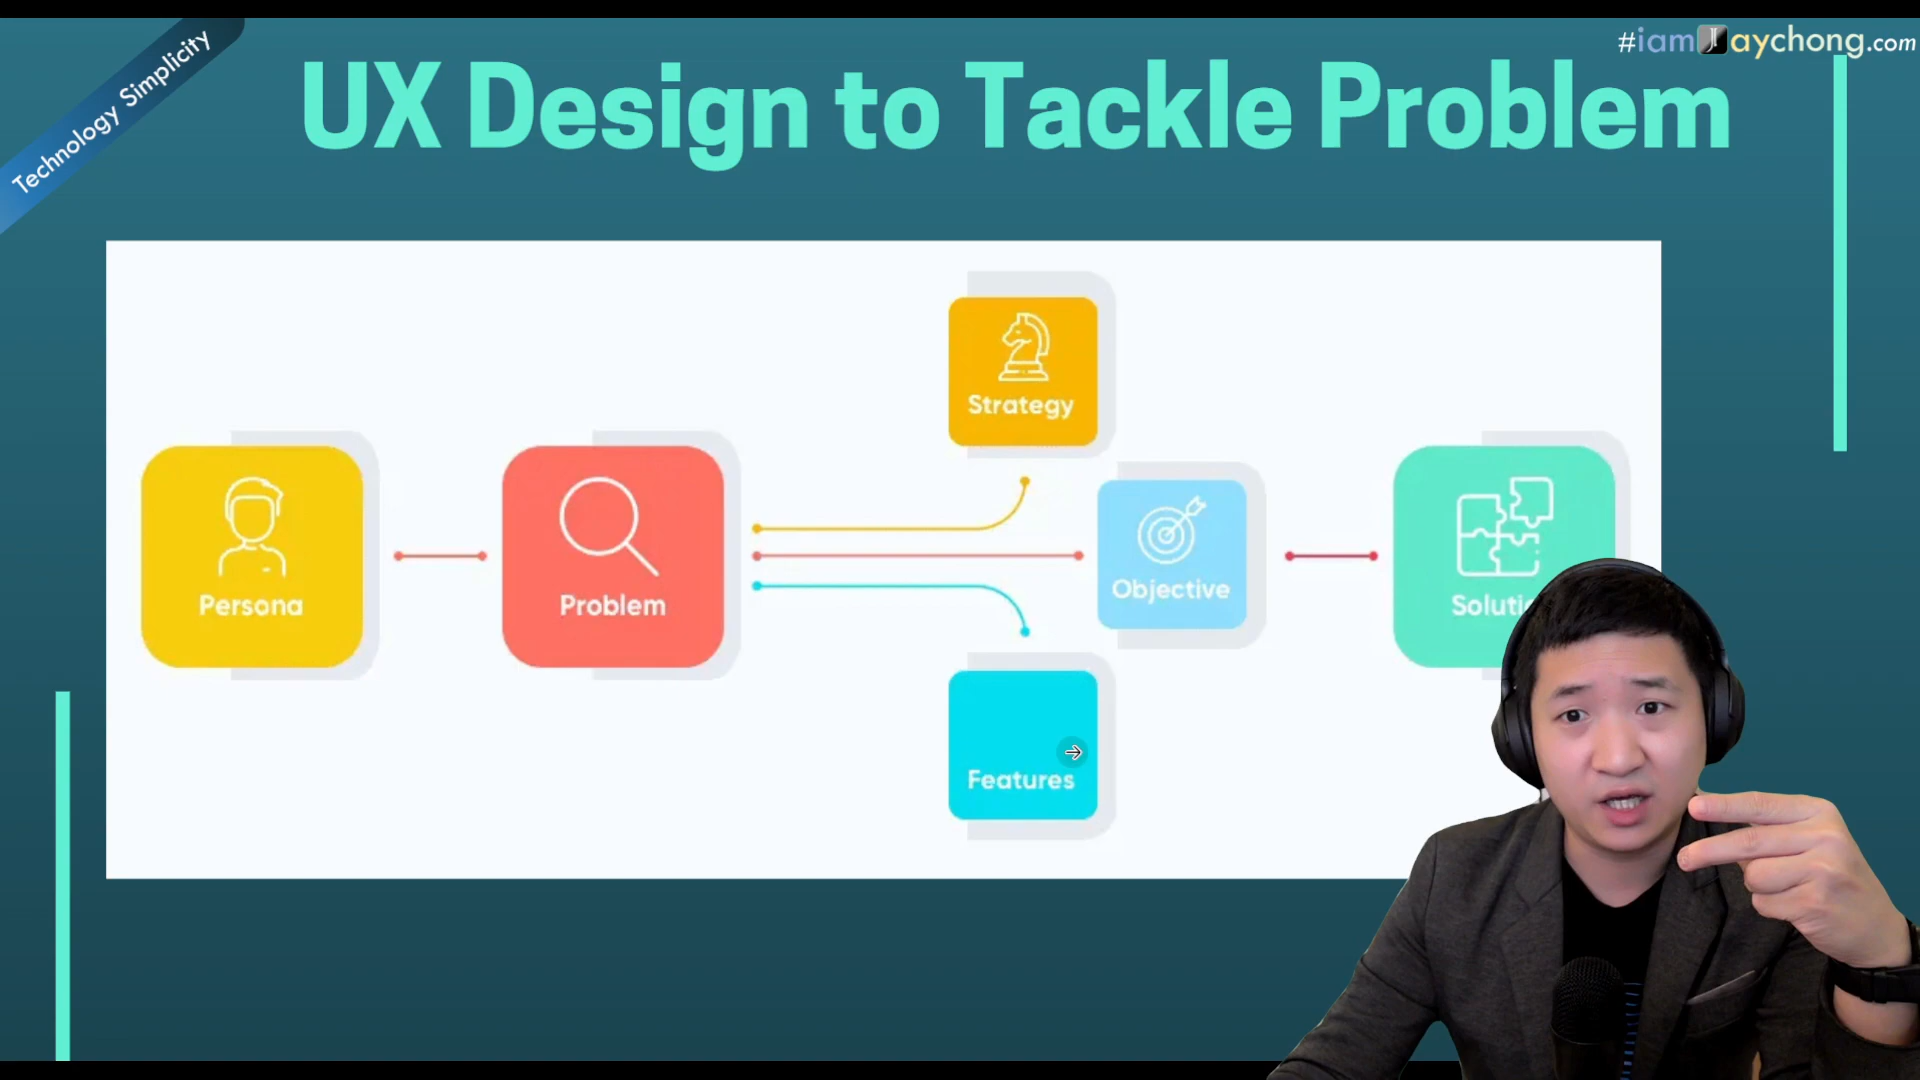 Technology Simplicity
#iamJaychong.com
UX Design to Tackle Problem
Strategy
Persona
Problem
Objective
Features